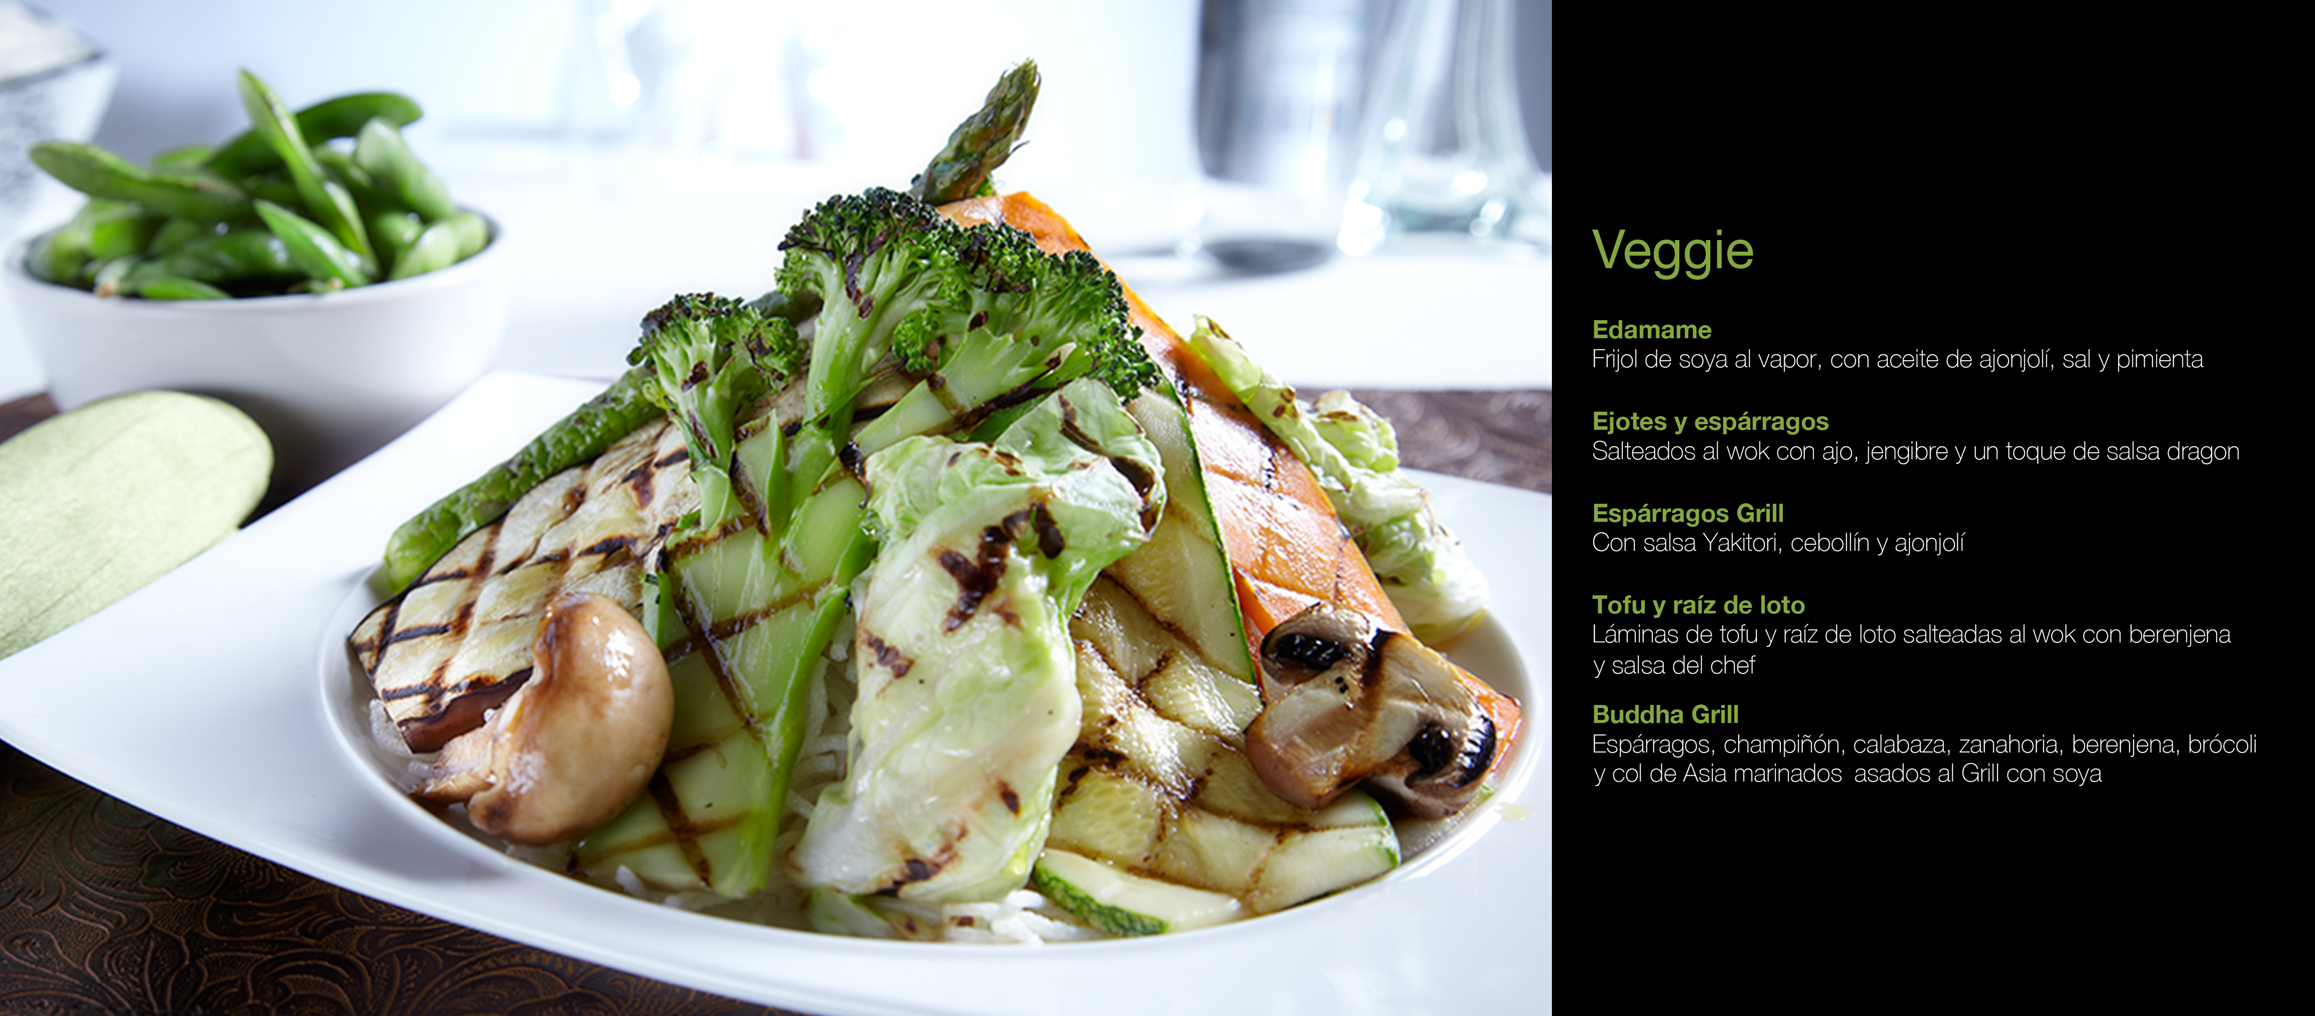 Veggie
Edamame
Frijol de soya al vapor, con aceite de ajonjolí, sal y pimienta
Ejotes y espárragos
Salteados al wok con ajo, jengibre y un toque de salsa dragon
Espárragos Grill
Con salsa Yakitori, cebollín y ajonjolí
Tofu y raíz de loto
Láminas de tofu y raíz de loto salteadas al wok con berenjena
y salsa del chef
Buddha Grill
Espárragos, champiñón, calabaza, zanahoria, berenjena, brócoli
y col de Asia marinados  asados al Grill con soya